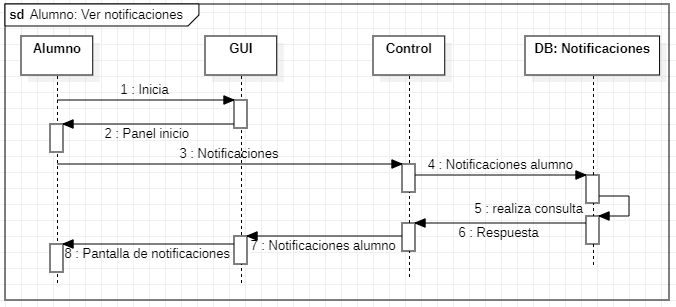 sd Alumno: Ver notificaciones
Alumno
GUI
Control
DB: Notificaciones
1 : Inicia
2 : Panel inicio
3 : Notificaciones
4 : Notificaciones alumno
5 : realiza consulta
6 : Respuesta
7 : Notificaciones alumno
8 : Pantalla de notificaciones